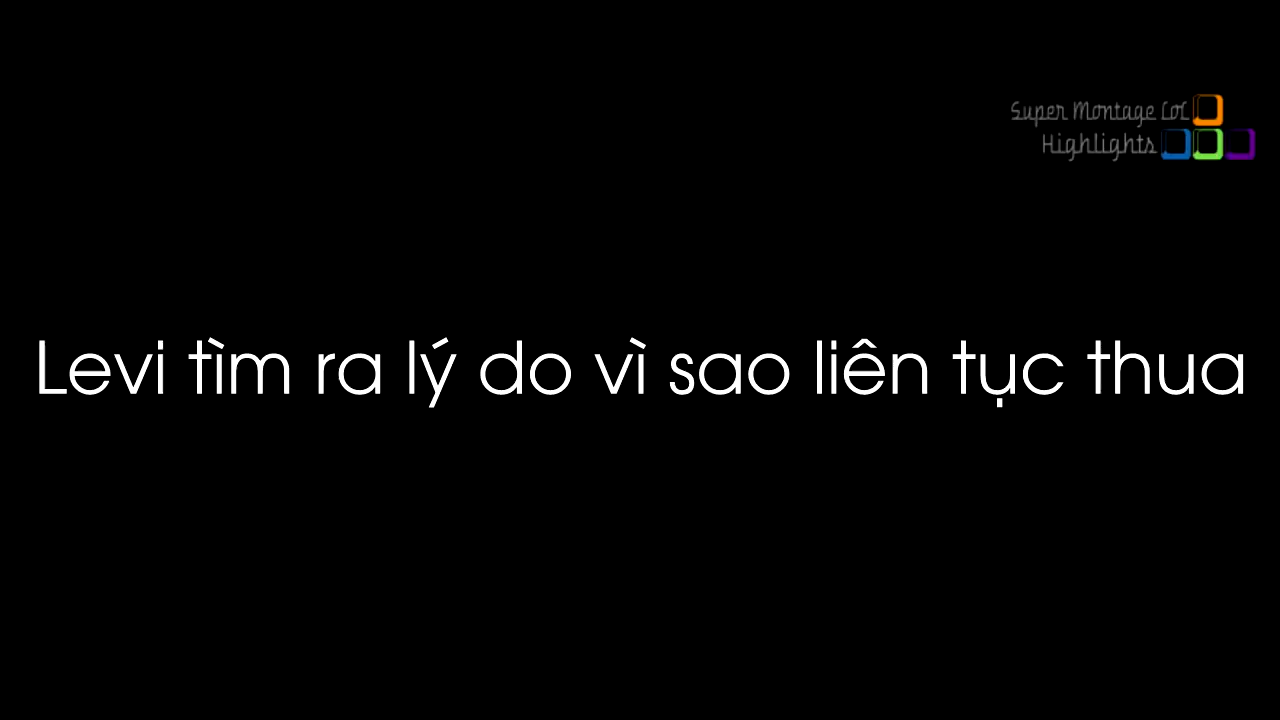 Super Montage LoL
Highlights
Levi tìm ra lý do vì sao liên tục thua